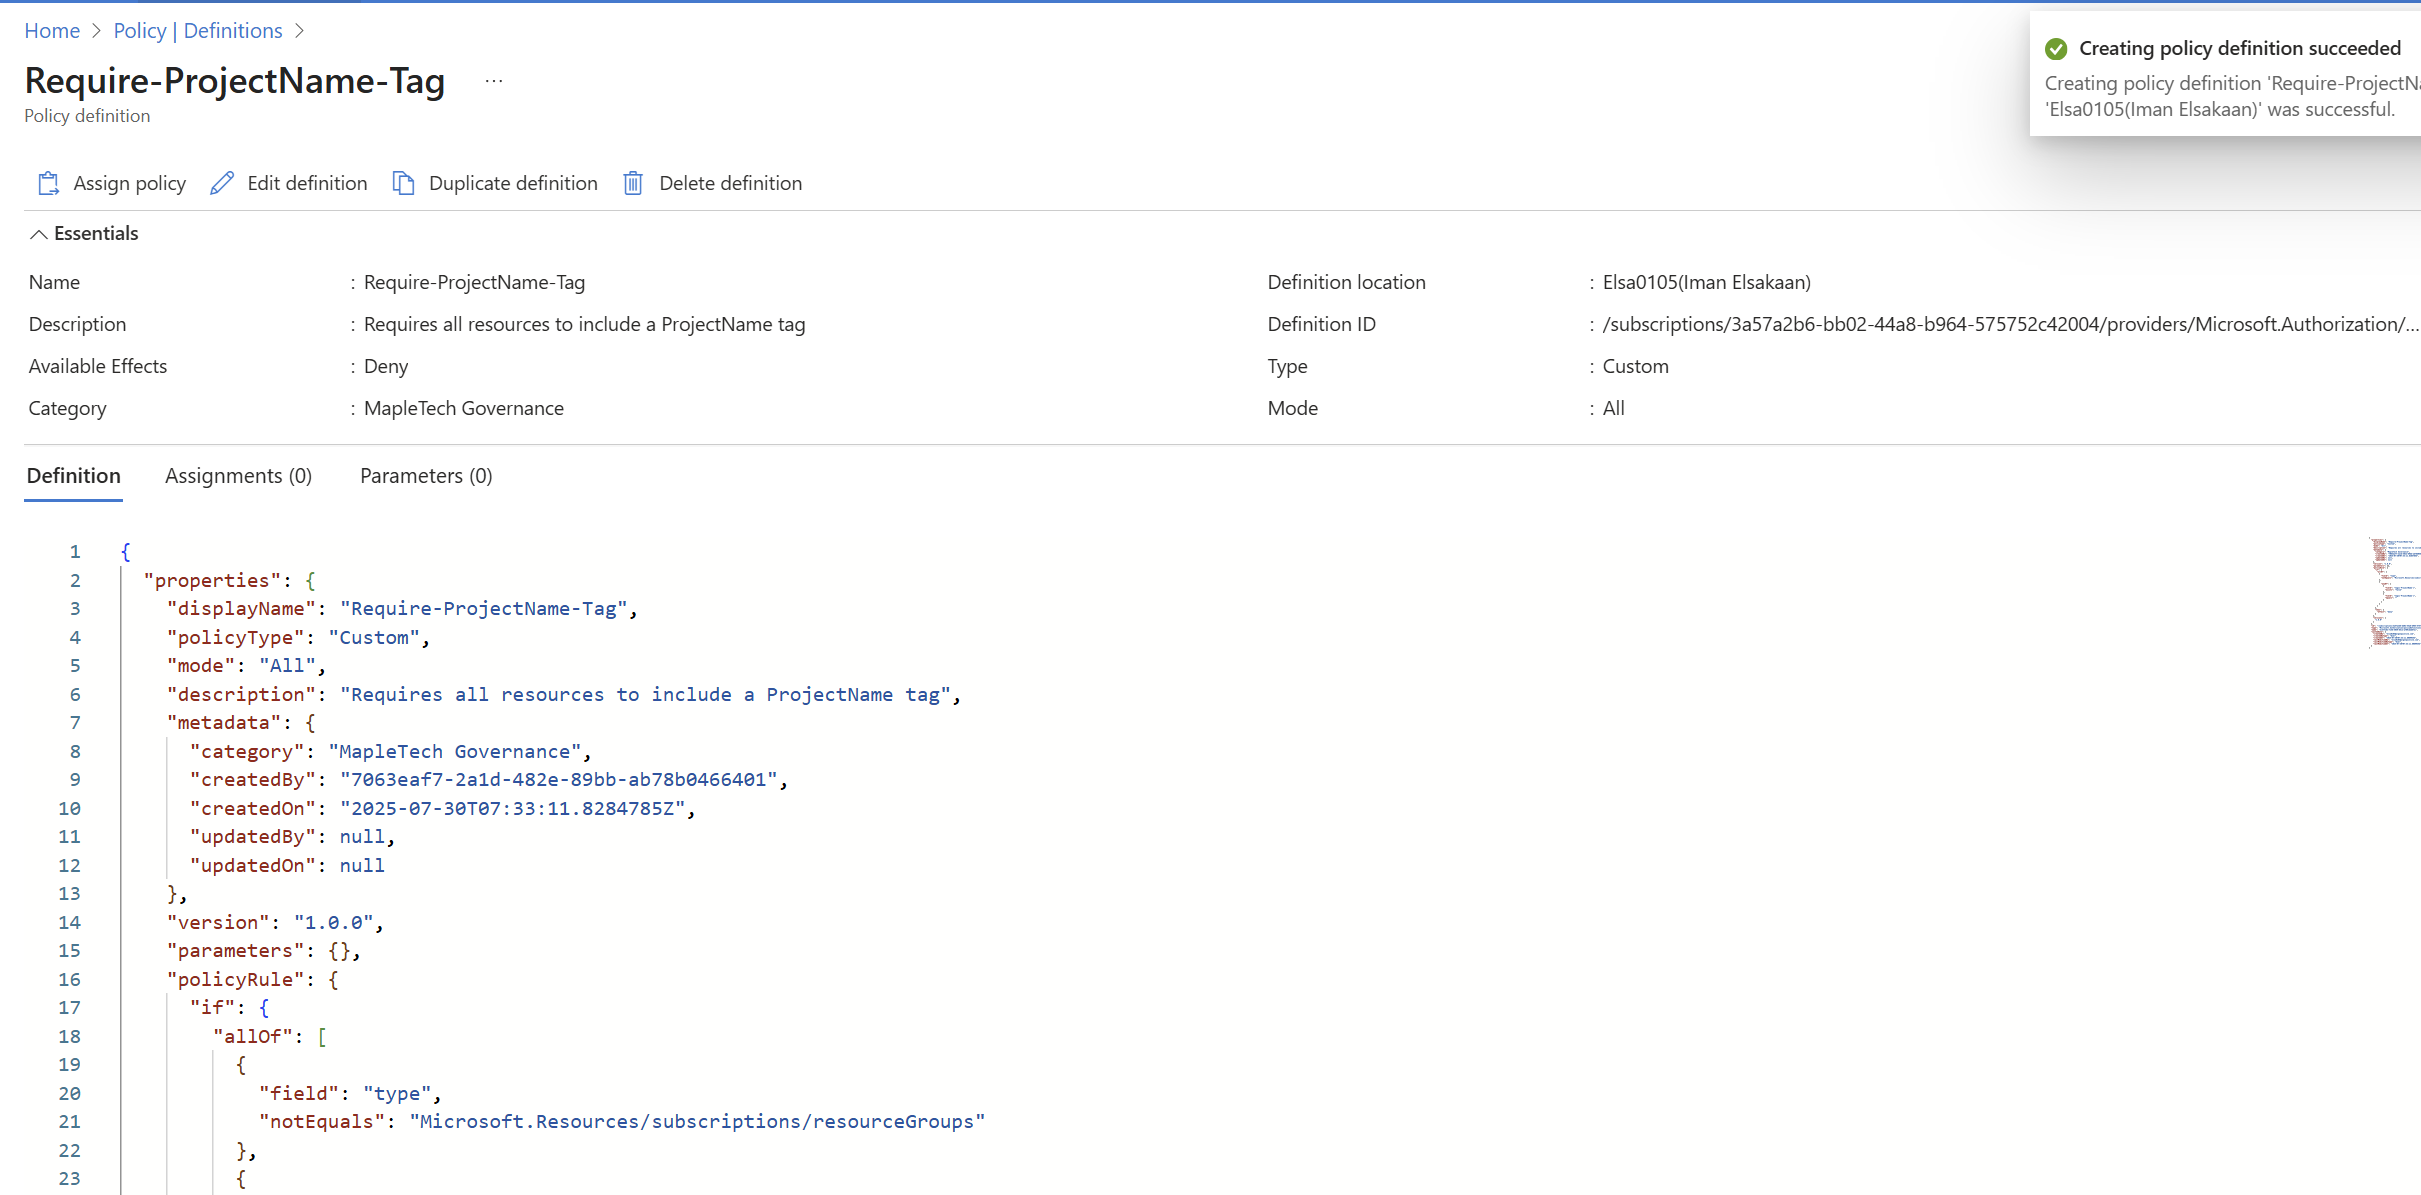 Home > Policy | Definitions >
Require-ProjectName-Tag ...
Policy definition
Creating policy definition succeeded
Creating policy definition 'Require-ProjectNa
'Elsa0105(Iman Elsakaan)' was successful.
Assign policy Edit definition Duplicate definition Delete definition
Essentials
Name : Require-ProjectName-Tag Definition location : Elsa0105(Iman Elsakaan)
Description : Requires all resources to include a ProjectName tag Definition ID : /subscriptions/3a57a2b6-bb02-44a8-b964-575752c42004/providers/Microsoft.Authorization/...
Available Effects : Deny Type : Custom
Category : MapleTech Governance Mode : All
Definition Assignments (0) Parameters (0)
1 {
2 "properties": {
3 "displayName": "Require-ProjectName-Tag",
4 "policyType": "Custom",
5 "mode": "All",
6 "description": "Requires all resources to include a ProjectName tag",
7 "metadata": {
8 "category": "MapleTech Governance",
9 "createdBy": "7063eaf7-2a1d-482e-89bb-ab78b0466401",
10 "createdOn": "2025-07-30T07:33:11.8284785Z",
11 "updatedBy": null,
12 "updatedOn": null
13 },
14 "version": "1.0.0",
15 "parameters": {},
16 "policyRule": {
17 "if": {
18 "allOf": [
19 {
20 "field": "type",
21 "notEquals": "Microsoft.Resources/subscriptions/resourceGroups"
22 },
23 {